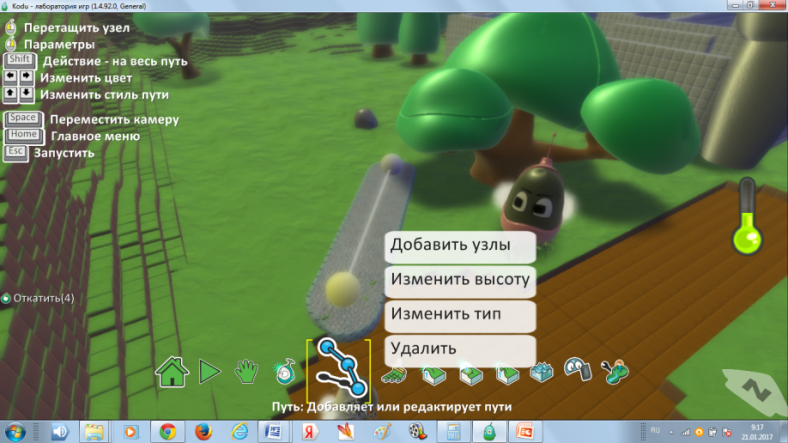 Kodu - лаборатория игр (1.4.92.0, General)
Перетащить узел
Параметры
Shift Действие - на весь путь
Изменить цвет
Изменить стиль пути
Space Переместить камеру
Home Главное меню
Esc Запустить
Добавить узлы
Изменить высоту
Откатить(4)
Изменить тип
Удалить
Путь: Добавляет или редактирует пути
RU
9:17
21.01.2017